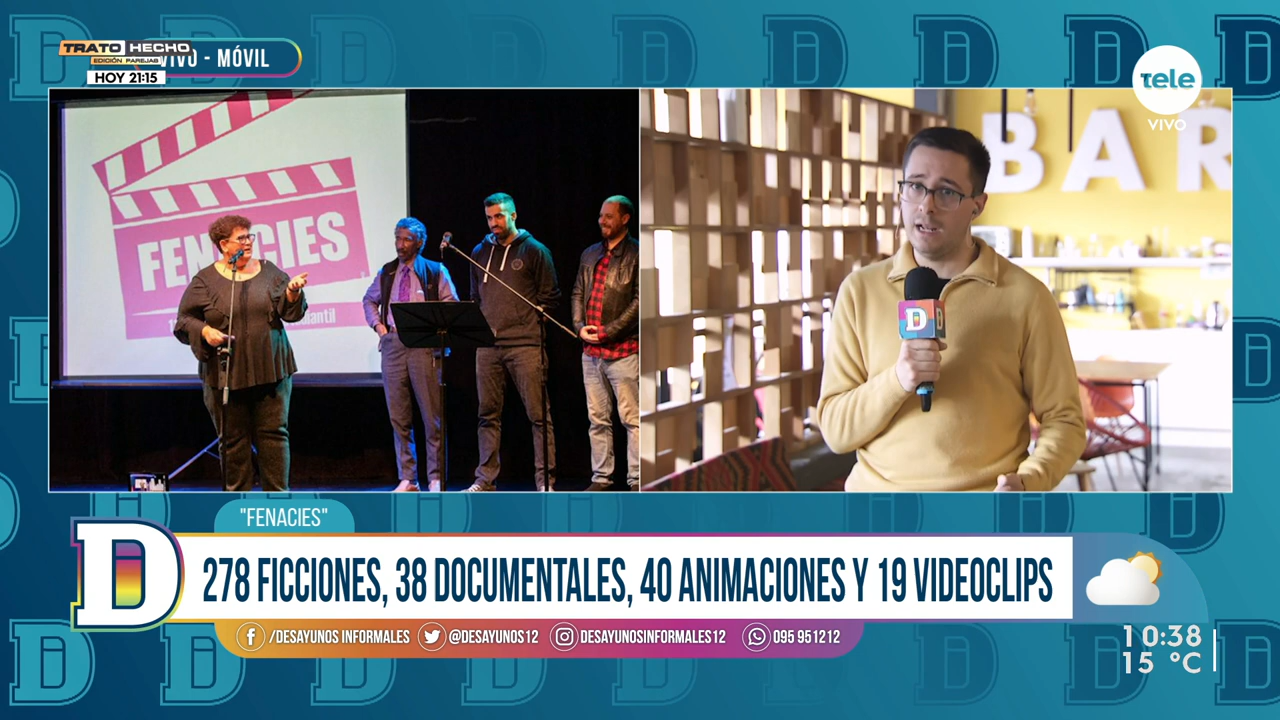 TRATO HECHO
EDICIÓN PAREJAS
HOY 21:15
VIVO - MÓVIL
tele
VIVO
FENACIES
BAR
D
"FENACIES"
D
278 FICCIONES, 38 DOCUMENTALES, 40 ANIMACIONES Y 19 VIDEOCLIPS
/DESAYUNOS INFORMALES @DESAYUNOS12 DESAYUNOSINFORMALES12 095 951212
10:38
15 °C